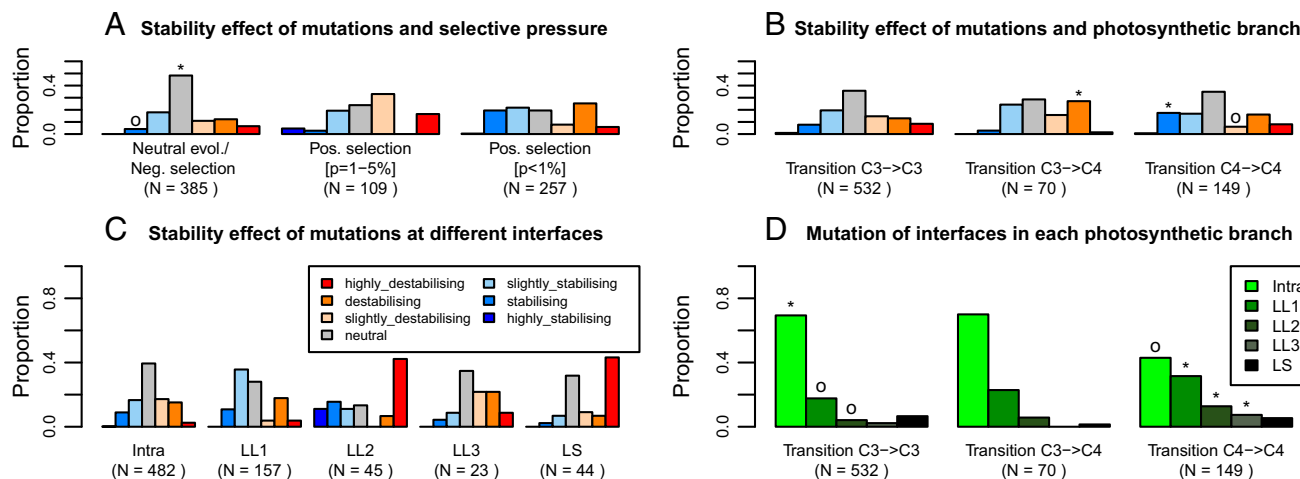 A Stability effect of mutations and selective pressure
Proportion
0.0 0.4
o *
Neutral evol./
Neg. selection
(N = 385 )
Pos. selection
[p=1−5%]
(N = 109 )
Pos. selection
[p<1%]
(N = 257 )
B Stability effect of mutations and photosynthetic branch
Proportion
0.0 0.4
* * o
Transition C3−>C3
(N = 532 )
Transition C3−>C4
(N = 70 )
Transition C4−>C4
(N = 149 )
C Stability effect of mutations at different interfaces
Proportion
0.0 0.4 0.8
highly_destabilising
destabilising
slightly_destabilising
neutral
slightly_stabilising
stabilising
highly_stabilising
Intra
(N = 482 )
LL1
(N = 157 )
LL2
(N = 45 )
LL3
(N = 23 )
LS
(N = 44 )
D Mutation of interfaces in each photosynthetic branch
Proportion
0.0 0.4 0.8
* o o
o * * *
Intra
LL1
LL2
LL3
LS
Transition C3−>C3
(N = 532 )
Transition C3−>C4
(N = 70 )
Transition C4−>C4
(N = 149 )